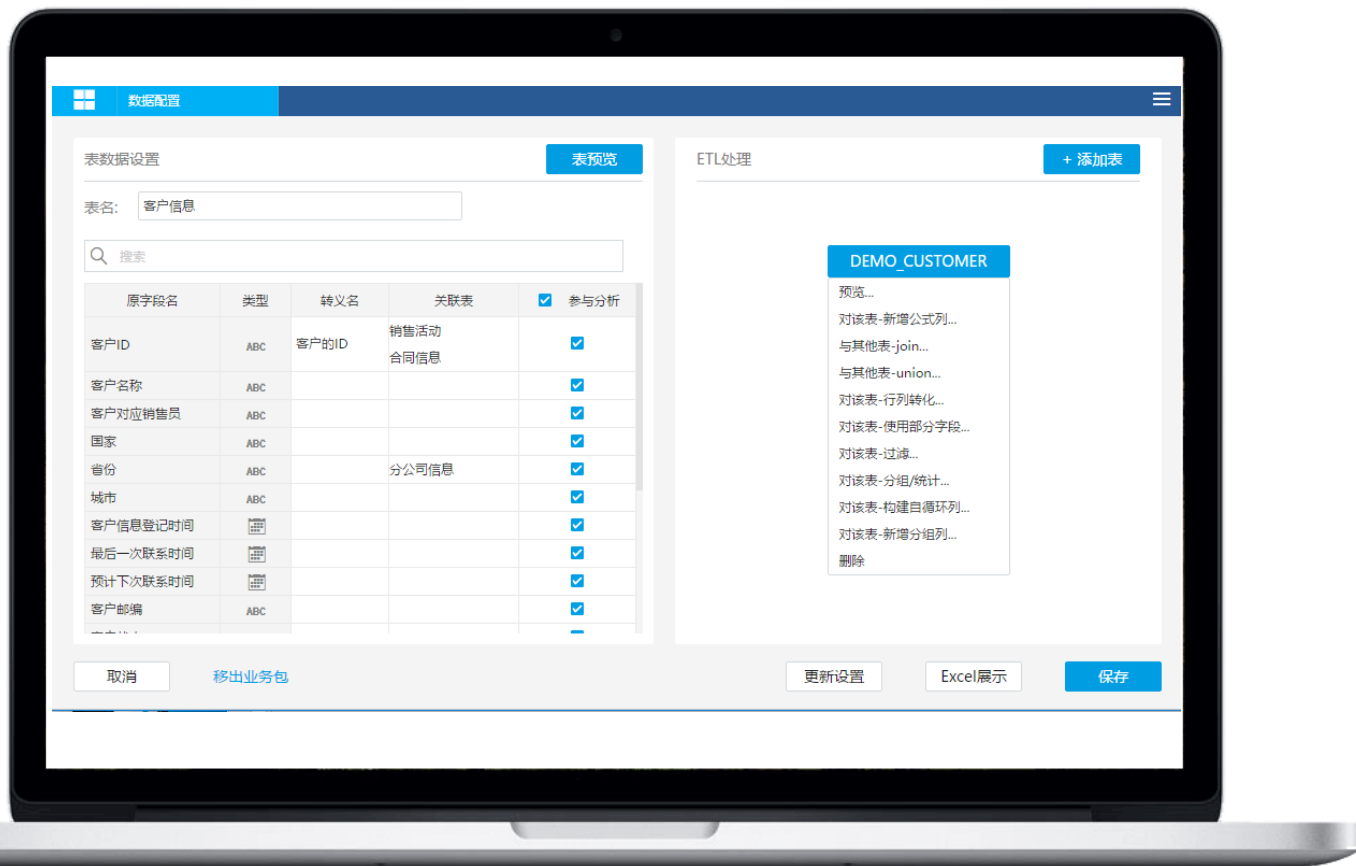 数据配置
表数据设置
表预览
表名:
客户信息
搜索
原字段名 类型 转义名 关联表 参与分析
客户ID ABC 客户的ID 销售活动
合同信息
客户名称 ABC
客户对应销售员 ABC
国家 ABC
省份 ABC 分公司信息
城市 ABC
客户信息登记时间
最后一次联系时间
预计下次联系时间
客户邮编 ABC
ETL处理
+ 添加表
DEMO_CUSTOMER
预览...
对该表-新增公式列...
与其他表-join...
与其他表-union...
对该表-行列转化...
对该表-使用部分字段...
对该表-过滤...
对该表-分组/统计...
对该表-构建自循环列...
对该表-新增分组列...
删除
取消 移出业务包 更新设置 Excel展示 保存